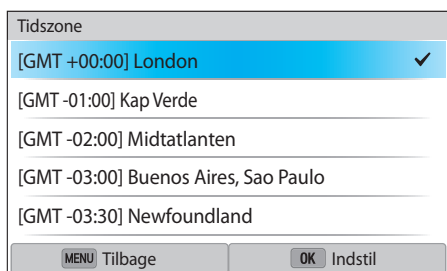 Tidszone
[GMT +00:00] London
[GMT -01:00] Kap Verde
[GMT -02:00] Midtatlanten
[GMT -03:00] Buenos Aires, Sao Paulo
[GMT -03:30] Newfoundland
MENU Tilbage OK Indstil